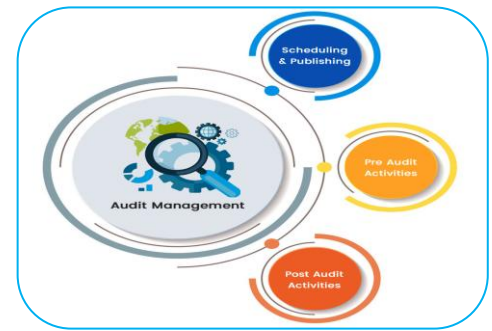 Scheduling
& Publishing
Audit Management
Pre Audit
Activities
Post Audit
Activities